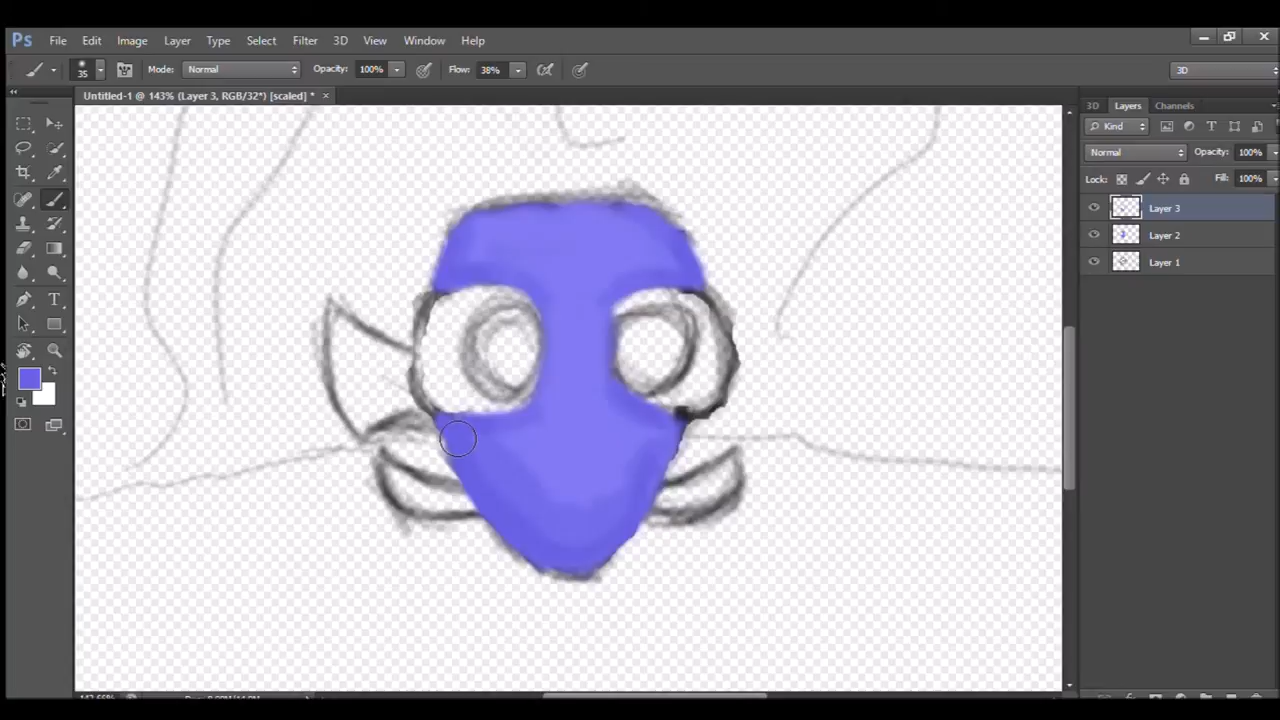 Ps File Edit Image Layer Type Select Filter 3D View Window Help
35 Mode: Normal Opacity: 100% Flow: 38% 3D
Untitled-1 @ 143% (Layer 3, RGB/32*) [scaled] *
3D Layers Channels
Kind
Normal Opacity: 100%
Lock: Fill: 100%
Layer 3
Layer 2
Layer 1